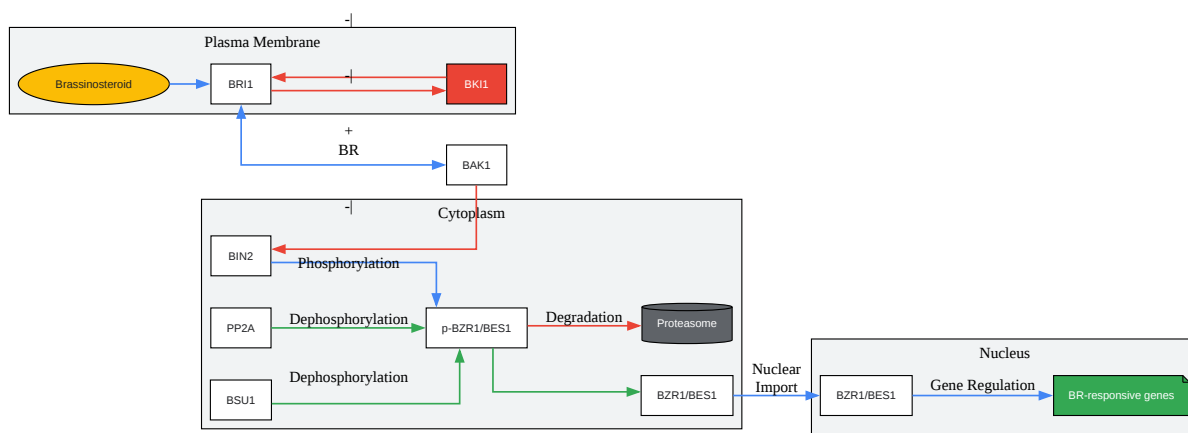 -|
Plasma Membrane
Brassinosteroid
BRI1
-|
BKI1
+
BR
BAK1
-|
Cytoplasm
BIN2
Phosphorylation
PP2A
Dephosphorylation
p-BZR1/BES1
Degradation
Proteasome
BSU1
Dephosphorylation
BZR1/BES1
Nuclear
Import
Nucleus
BZR1/BES1
Gene Regulation
BR-responsive genes